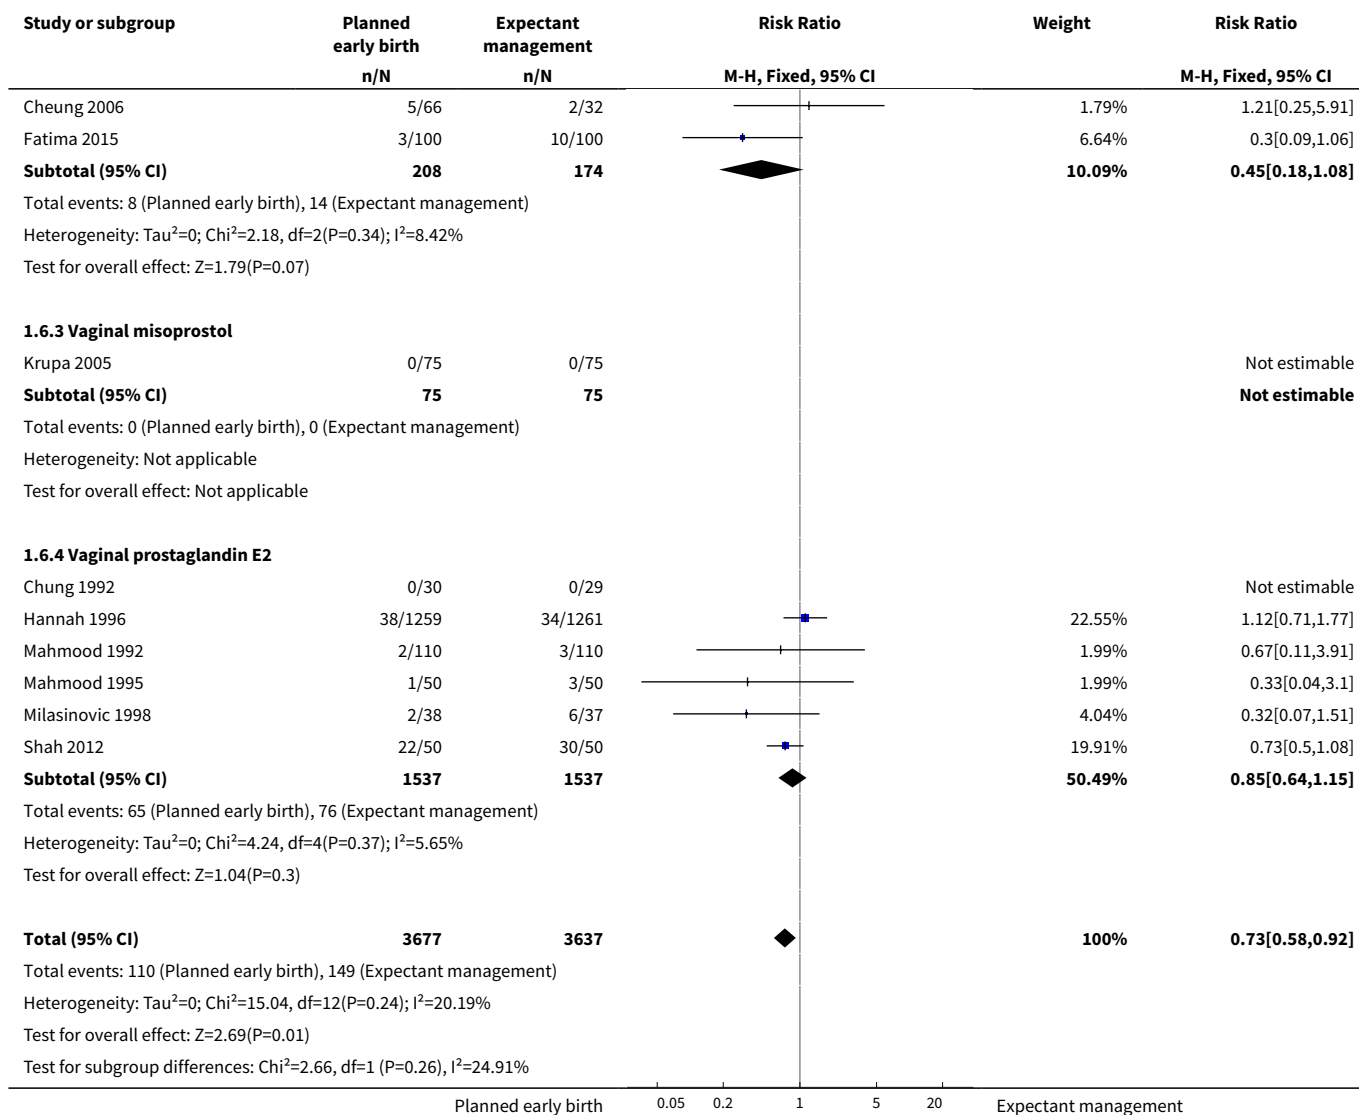 Study or subgroup Planned early birth Expectant management Risk Ratio Weight Risk Ratio
n/N n/N M-H, Fixed, 95% CI M-H, Fixed, 95% CI
Cheung 2006 5/66 2/32 1.79% 1.21[0.25,5.91]
Fatima 2015 3/100 10/100 6.64% 0.3[0.09,1.06]
Subtotal (95% CI) 208 174 10.09% 0.45[0.18,1.08]
Total events: 8 (Planned early birth), 14 (Expectant management)
Heterogeneity: Tau²=0; Chi²=2.18, df=2(P=0.34); I²=8.42%
Test for overall effect: Z=1.79(P=0.07)
1.6.3 Vaginal misoprostol
Krupa 2005 0/75 0/75 Not estimable
Subtotal (95% CI) 75 75 Not estimable
Total events: 0 (Planned early birth), 0 (Expectant management)
Heterogeneity: Not applicable
Test for overall effect: Not applicable
1.6.4 Vaginal prostaglandin E2
Chung 1992 0/30 0/29 Not estimable
Hannah 1996 38/1259 34/1261 22.55% 1.12[0.71,1.77]
Mahmood 1992 2/110 3/110 1.99% 0.67[0.11,3.91]
Mahmood 1995 1/50 3/50 1.99% 0.33[0.04,3.1]
Milasinovic 1998 2/38 6/37 4.04% 0.32[0.07,1.51]
Shah 2012 22/50 30/50 19.91% 0.73[0.5,1.08]
Subtotal (95% CI) 1537 1537 50.49% 0.85[0.64,1.15]
Total events: 65 (Planned early birth), 76 (Expectant management)
Heterogeneity: Tau²=0; Chi²=4.24, df=4(P=0.37); I²=5.65%
Test for overall effect: Z=1.04(P=0.3)
Total (95% CI) 3677 3637 100% 0.73[0.58,0.92]
Total events: 110 (Planned early birth), 149 (Expectant management)
Heterogeneity: Tau²=0; Chi²=15.04, df=12(P=0.24); I²=20.19%
Test for overall effect: Z=2.69(P=0.01)
Test for subgroup differences: Chi²=2.66, df=1 (P=0.26), I²=24.91%
Planned early birth 0.05 0.2 1 5 20 Expectant management